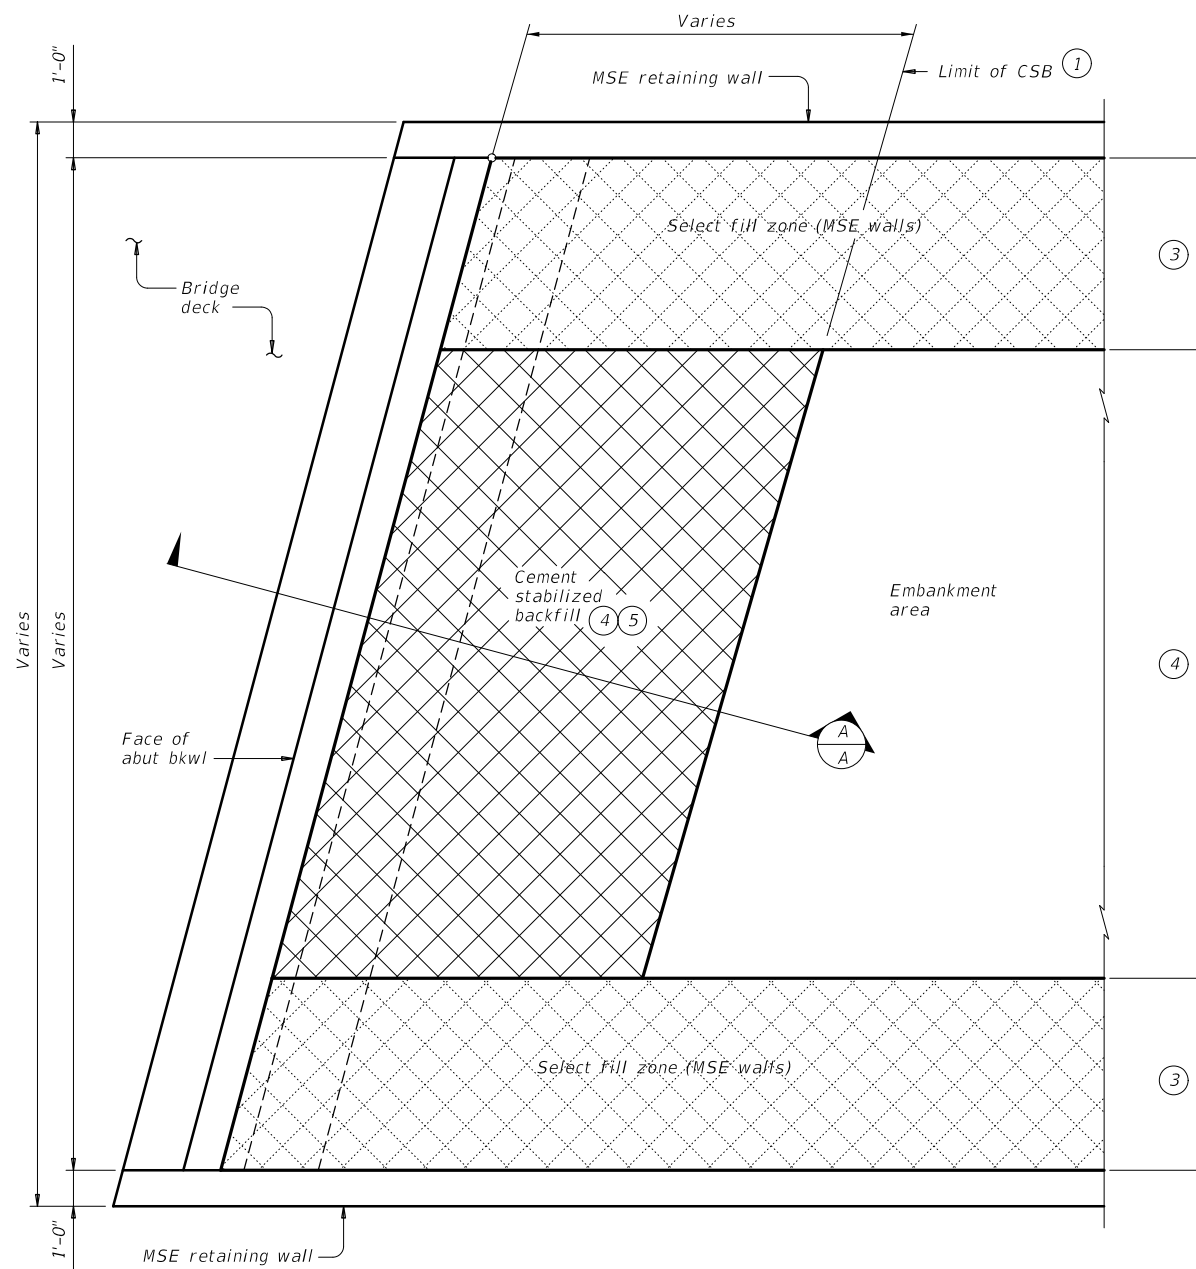 Varies
1'-0"
MSE retaining wall
Limit of CSB 1
Select fill zone (MSE walls)
3
Bridge
deck
Cement
stabilized
backfill 4 5
Embankment
area
Varies
Varies
4
Face of
abut bkwl
A
A
Select fill zone (MSE walls)
3
1'-0"
MSE retaining wall